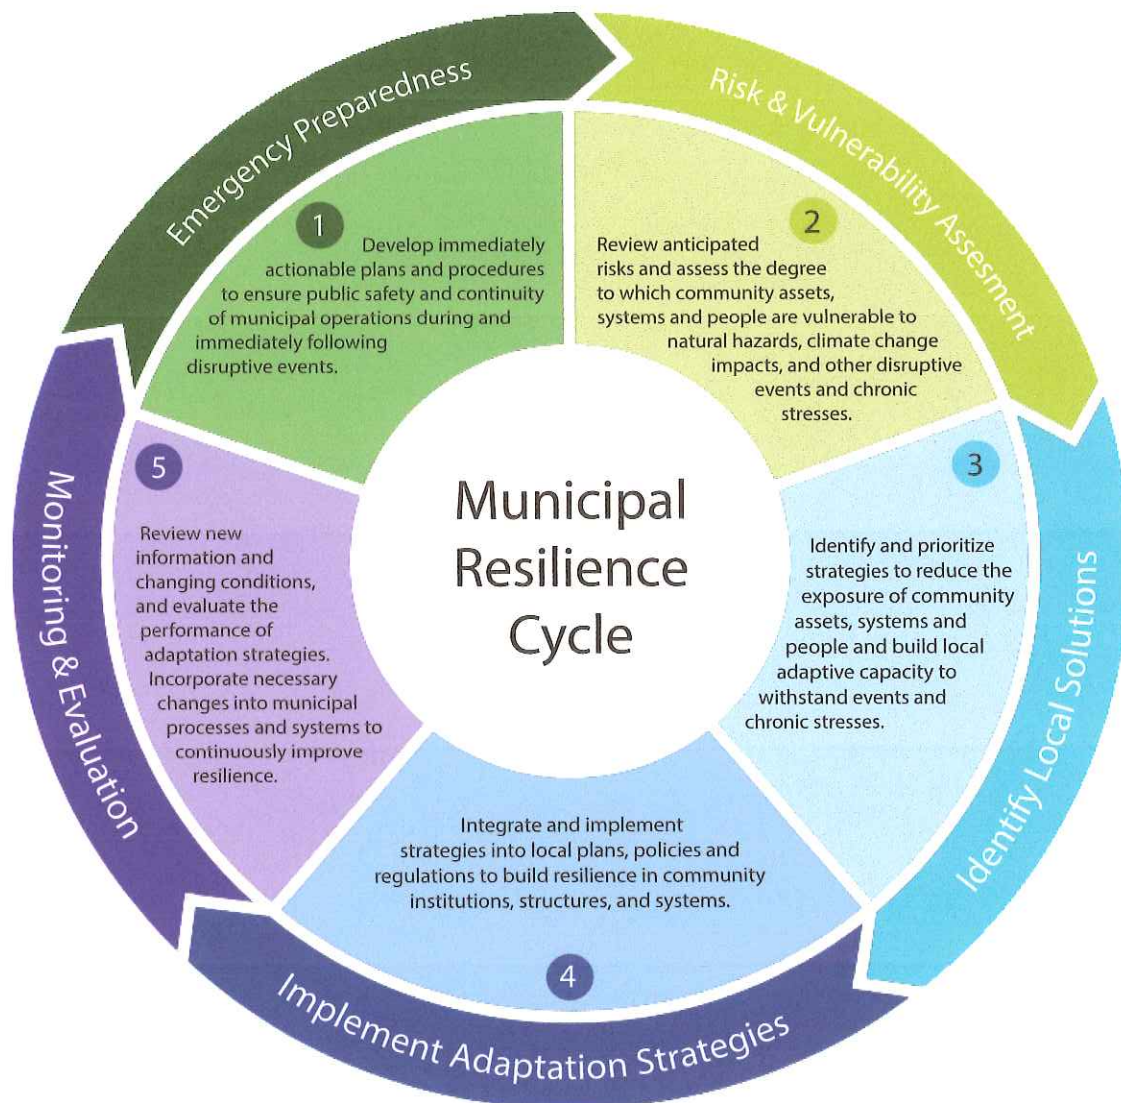 Municipal
Resilience
Cycle
Emergency Preparedness
1
Develop immediately
actionable plans and procedures
to ensure public safety and continuity
of municipal operations during and
immediately following
disruptive events.
Risk & Vulnerability Assesment
2
Review anticipated
risks and assess the degree
to which community assets,
systems and people are vulnerable to
natural hazards, climate change
impacts, and other disruptive
events and chronic
stresses.
Identify Local Solutions
3
Identify and prioritize
strategies to reduce the
exposure of community
assets, systems and
people and build local
adaptive capacity to
withstand events and
chronic stresses.
Implement Adaptation Strategies
Integrate and implement
strategies into local plans, policies and
regulations to build resilience in community
institutions, structures, and systems.
4
Monitoring & Evaluation
5
Review new
information and
changing conditions,
and evaluate the
performance of
adaptation strategies.
Incorporate necessary
changes into municipal
processes and systems to
continuously improve
resilience.